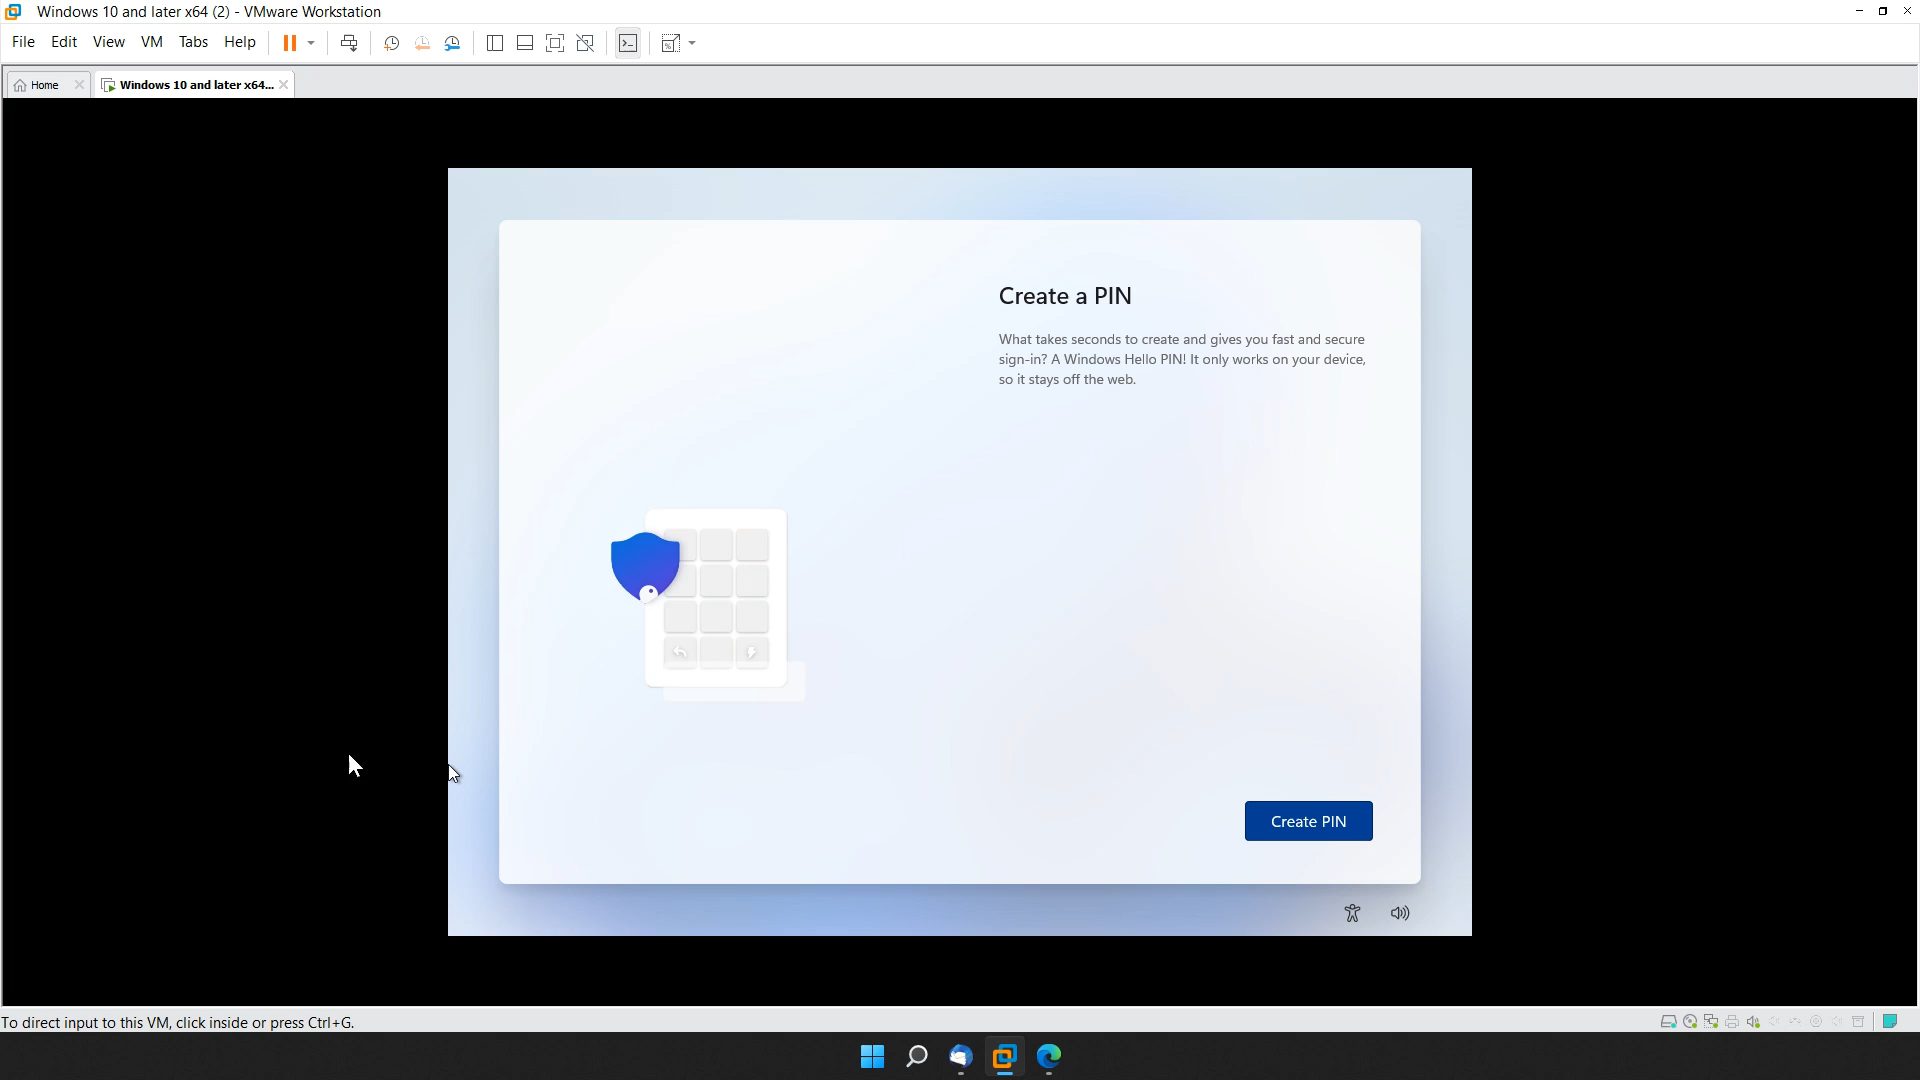 Windows 10 and later x64 (2) - VMware Workstation
File Edit View VM Tabs Help
Home Windows 10 and later x64...
Create a PIN
What takes seconds to create and gives you fast and secure
sign-in? A Windows Hello PIN! It only works on your device,
so it stays off the web.
Create PIN
To direct input to this VM, click inside or press Ctrl+G.